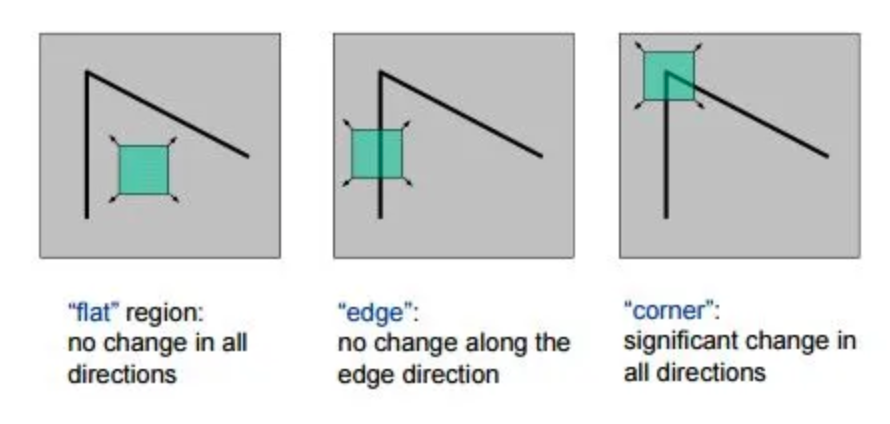 “flat” region:
no change in all
directions
“edge”:
no change along the
edge direction
“corner”:
significant change in
all directions